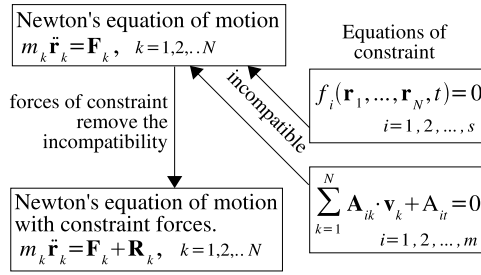 Newton's equation of motion
m_k r̈_k = F_k , k=1,2,..N
Equations of
constraint
f_i(r_1,...,r_N,t)=0
i=1,2,...,s
incompatible
forces of constraint
remove the
incompatibility
N
∑ A_ik·v_k+A_it=0
k=1
i=1,2,...,m
Newton's equation of motion
with constraint forces.
m_k r̈_k = F_k+R_k, k=1,2,..N